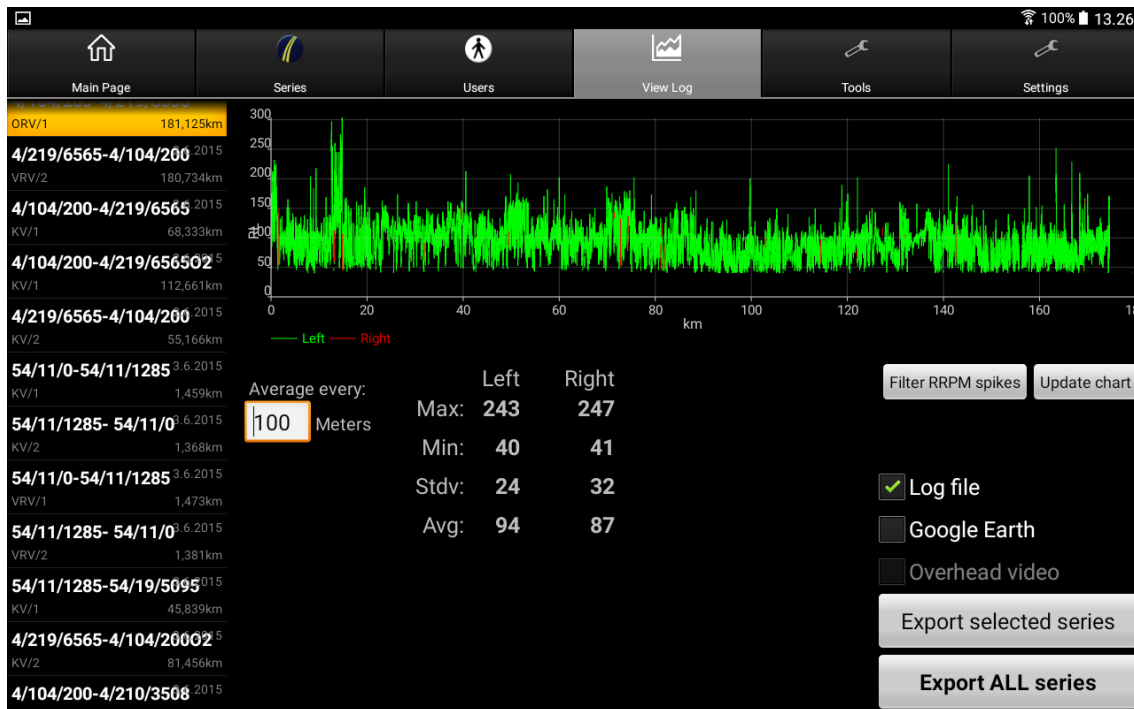 100% 13.26
Main Page Series Users View Log Tools Settings
ORV/1 181,125km
4/219/6565-4/104/200 .2015
VRV/2 180,734km
4/104/200-4/219/6565 .2015
KV/1 68,333km
4/104/200-4/219/6565O2
KV/1 112,661km
4/219/6565-4/104/200 .2015
KV/2 55,166km
54/11/0-54/11/1285 3.6.2015
KV/1 1,459km
54/11/1285- 54/11/0 3.6.2015
KV/2 1,368km
54/11/0-54/11/1285 3.6.2015
VRV/1 1,473km
54/11/1285- 54/11/0 3.6.2015
VRV/2 1,381km
54/11/1285-54/19/5095 015
KV/1 45,839km
4/219/6565-4/104/200O2
KV/2 81,456km
4/104/200-4/210/3508 .2015
300
250
200
150
100
50
0
0 20 40 60 80 100 120 140 160
km
Left Right
Average every:
100 Meters
Left Right
Max: 243 247
Min: 40 41
Stdv: 24 32
Avg: 94 87
Filter RRPM spikes Update chart
Log file
Google Earth
Overhead video
Export selected series
Export ALL series